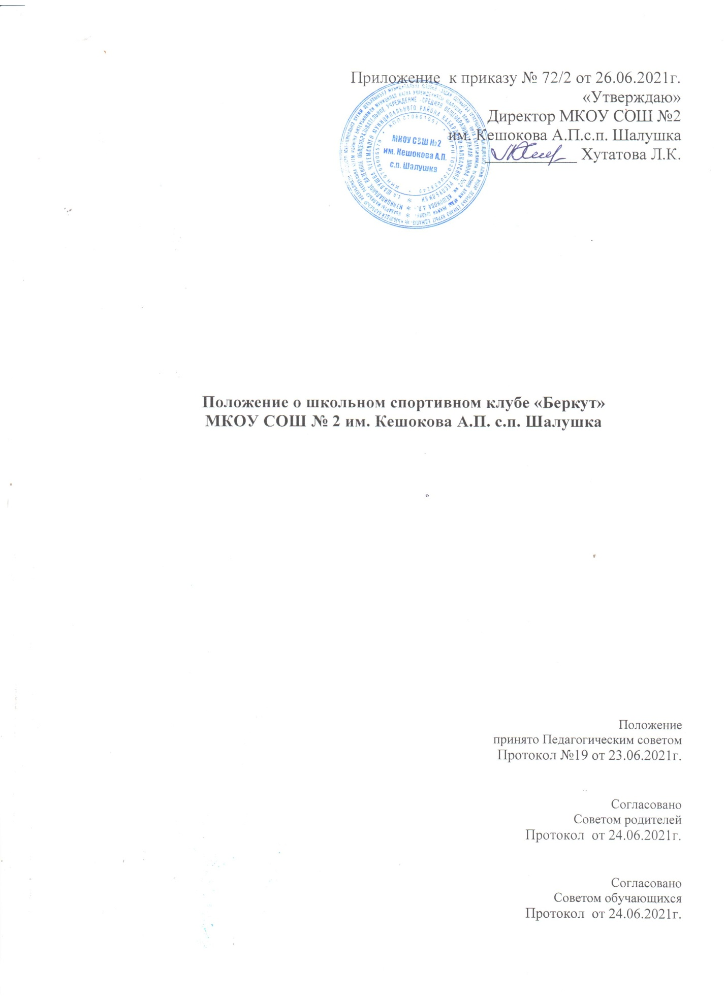 Приложение  к приказу № 72/2 от 26.06.2021г.
«Утверждаю»
Директор МКОУ СОШ №2
им. Кешокова А.П.с.п. Шалушка
____________ Хутатова Л.К.
МКОУ СОШ №2
им. Кешокова А.П.
с.п. Шалушка
Положение о школьном спортивном клубе «Беркут»
МКОУ СОШ № 2 им. Кешокова А.П. с.п. Шалушка
Положение
принято Педагогическим советом
Протокол №19 от 23.06.2021г.
Согласовано
Советом родителей
Протокол  от 24.06.2021г.
Согласовано
Советом обучающихся
Протокол  от 24.06.2021г.